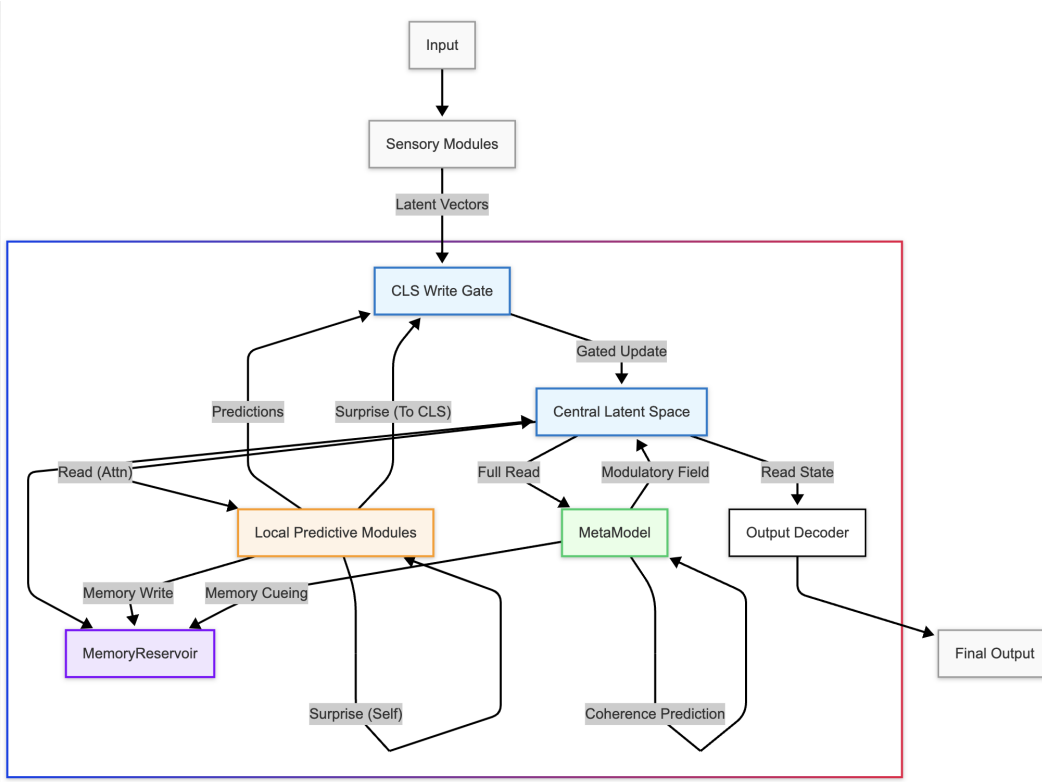 Input
Sensory Modules
Latent Vectors
CLS Write Gate
Gated Update
Predictions
Surprise (To CLS)
Central Latent Space
Read (Attn)
Full Read
Modulatory Field
Read State
Local Predictive Modules
MetaModel
Output Decoder
Memory Write
Memory Cueing
MemoryReservoir
Final Output
Surprise (Self)
Coherence Prediction